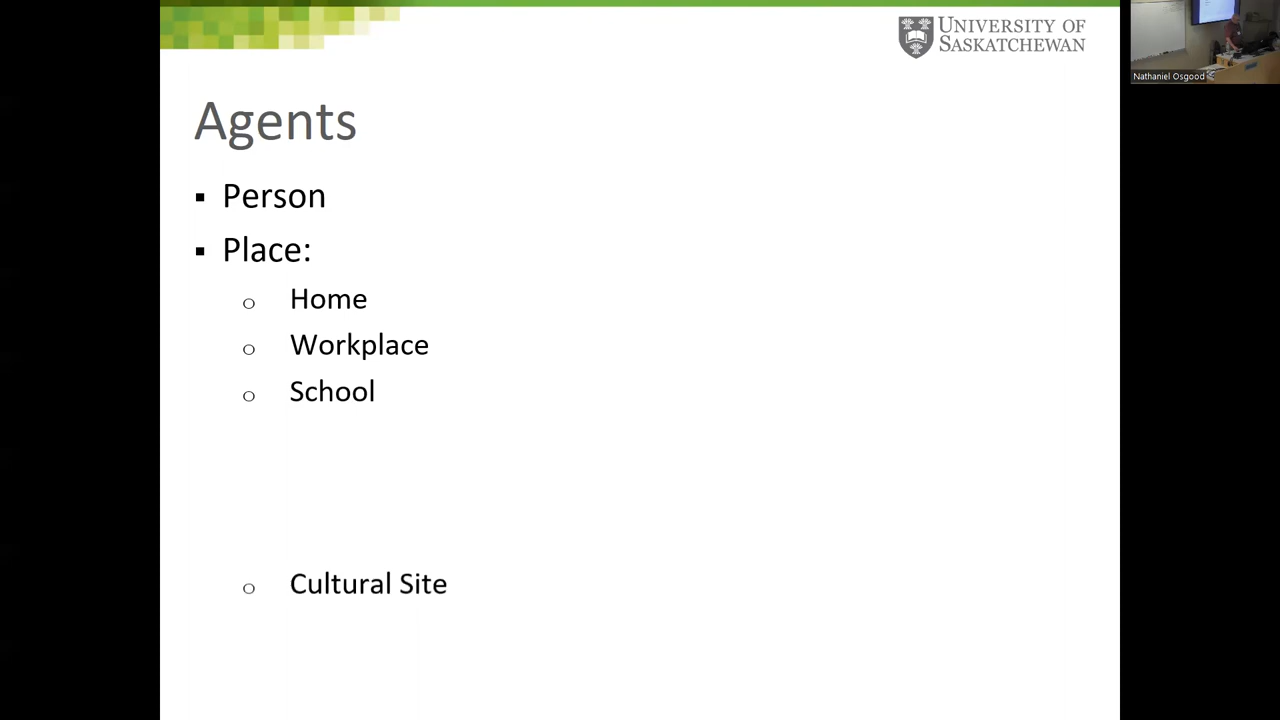 UNIVERSITY OF
SASKATCHEWAN
Nathaniel Osgood
Agents
▪ Person
▪ Place:
o Home
o Workplace
o School
o Cultural Site